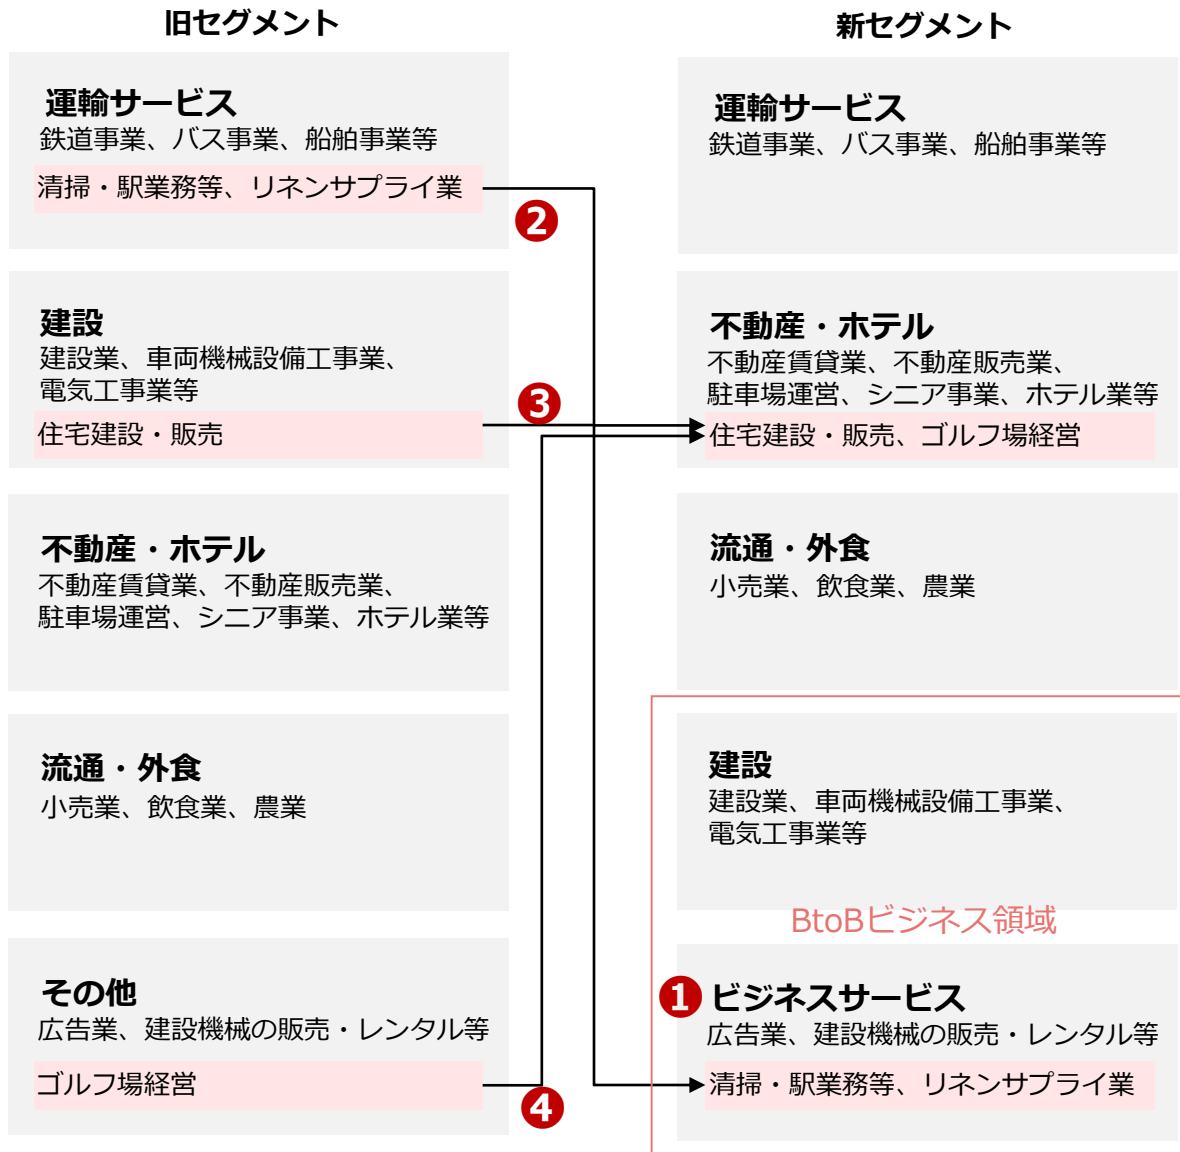 旧セグメント
運輸サービス
鉄道事業、バス事業、船舶事業等
清掃・駅業務等、リネンサプライ業
❷
建設
建設業、車両機械設備工事業、
電気工事業等
住宅建設・販売
❸
不動産・ホテル
不動産賃貸業、不動産販売業、
駐車場運営、シニア事業、ホテル業等
流通・外食
小売業、飲食業、農業
その他
広告業、建設機械の販売・レンタル等
ゴルフ場経営
❹
新セグメント
運輸サービス
鉄道事業、バス事業、船舶事業等
不動産・ホテル
不動産賃貸業、不動産販売業、
駐車場運営、シニア事業、ホテル業等
住宅建設・販売、ゴルフ場経営
流通・外食
小売業、飲食業、農業
建設
建設業、車両機械設備工事業、
電気工事業等
BtoBビジネス領域
❶ ビジネスサービス
広告業、建設機械の販売・レンタル等
清掃・駅業務等、リネンサプライ業